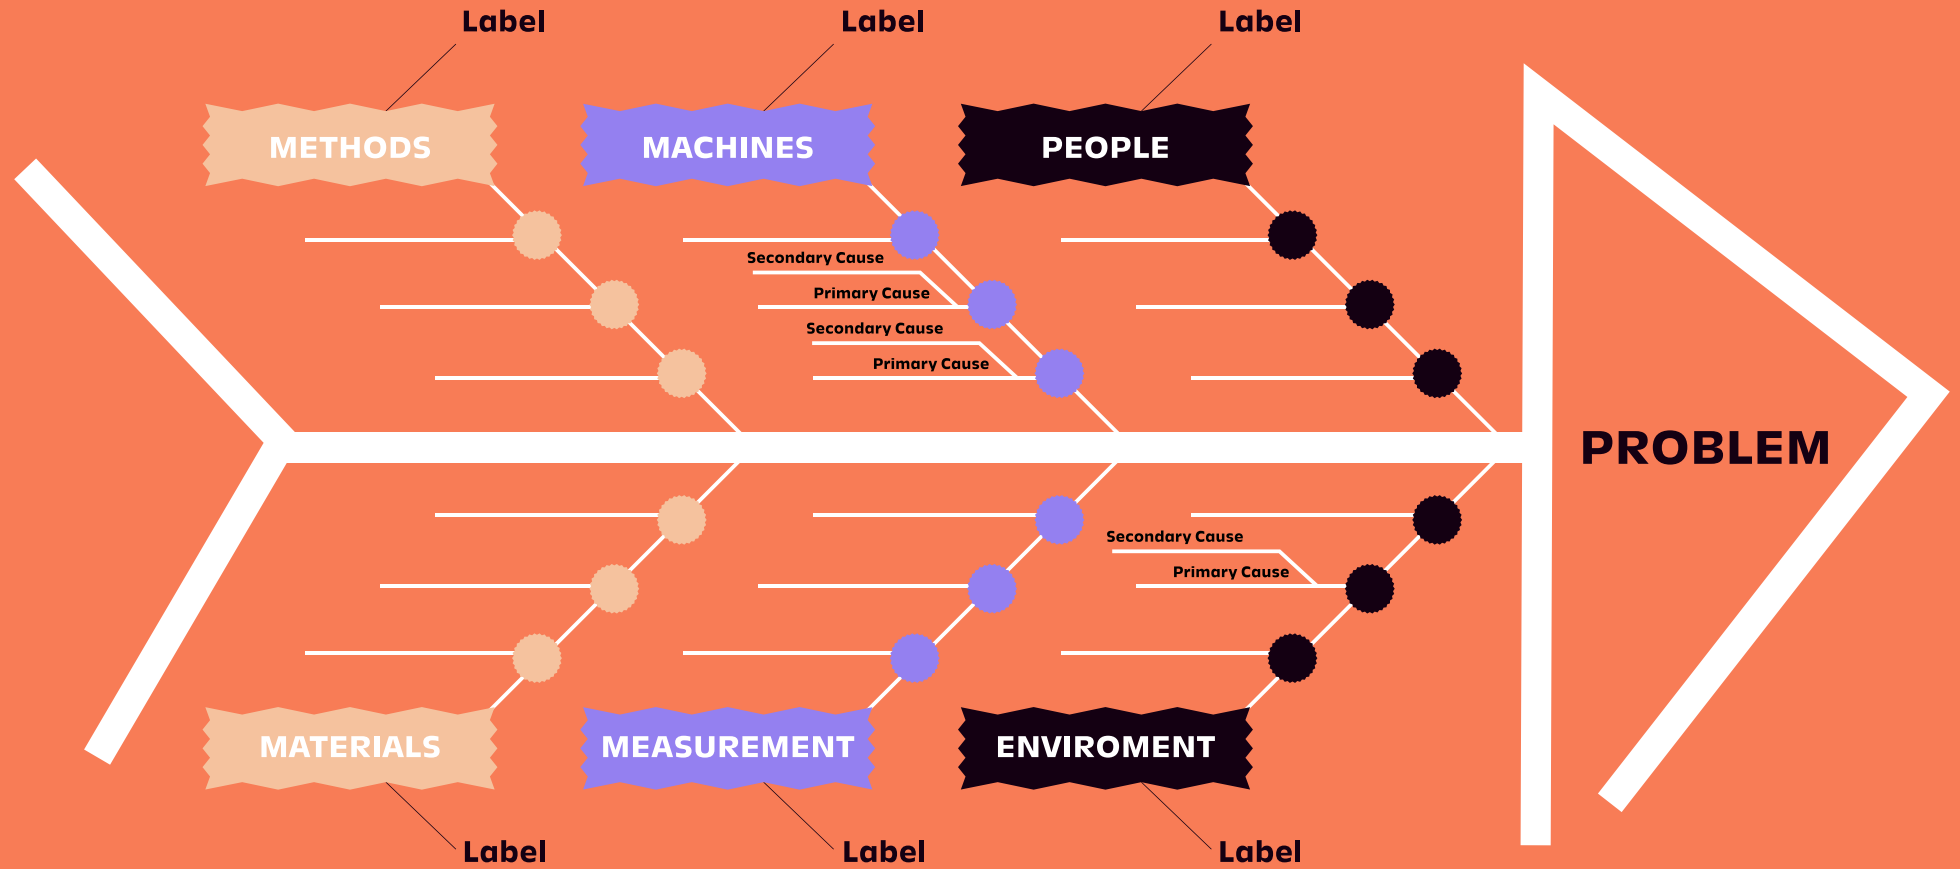 Label
Label
Label
METHODS
MACHINES
PEOPLE
Secondary Cause
Primary Cause
Secondary Cause
Primary Cause
PROBLEM
Secondary Cause
Primary Cause
MATERIALS
MEASUREMENT
ENVIROMENT
Label
Label
Label